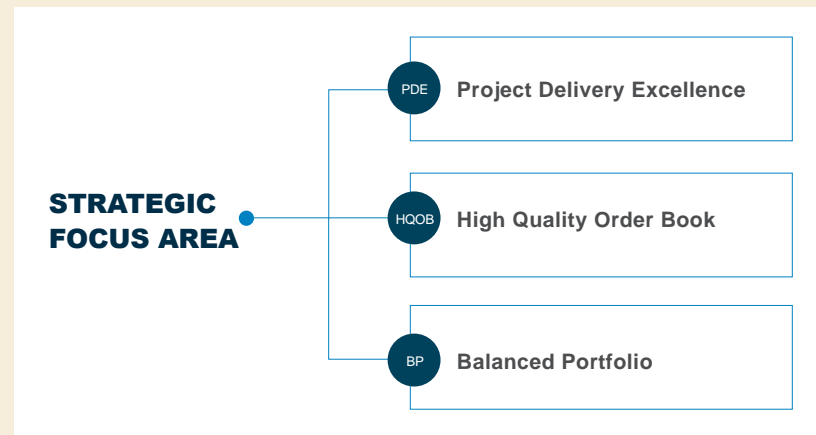 STRATEGIC
FOCUS AREA
PDE
Project Delivery Excellence
HQOB
High Quality Order Book
BP
Balanced Portfolio